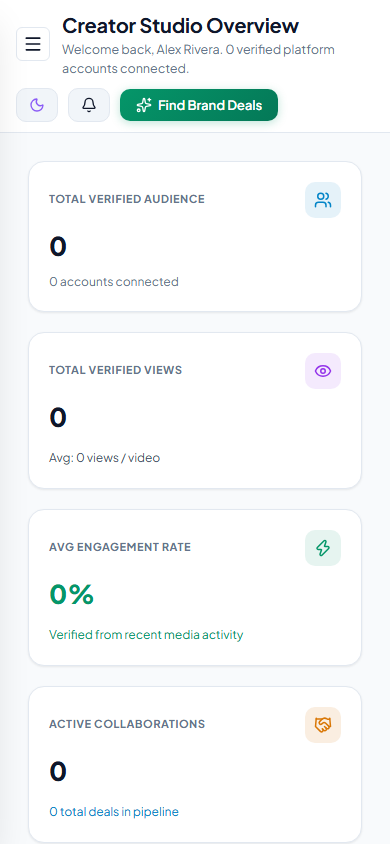 Creator Studio Overview
Welcome back, Alex Rivera. 0 verified platform
accounts connected.
Find Brand Deals
TOTAL VERIFIED AUDIENCE
0
0 accounts connected
TOTAL VERIFIED VIEWS
0
Avg: 0 views / video
AVG ENGAGEMENT RATE
0%
Verified from recent media activity
ACTIVE COLLABORATIONS
0
0 total deals in pipeline